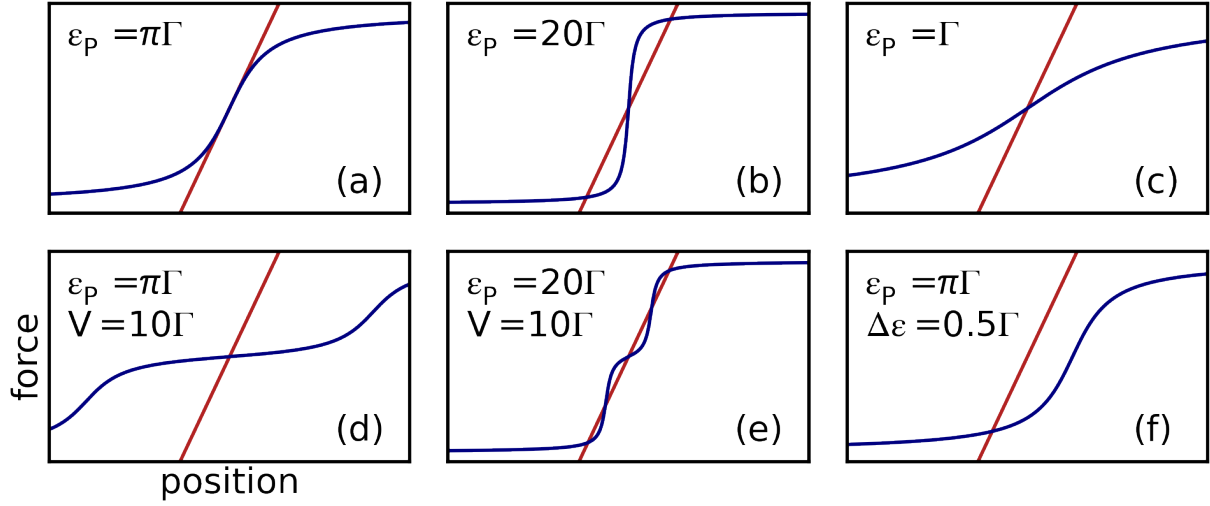 εP =πΓ
(a)
εP =20Γ
(b)
εP =Γ
(c)
εP =πΓ
V=10Γ
(d)
εP =20Γ
V=10Γ
(e)
εP =πΓ
Δε=0.5Γ
(f)
force
position